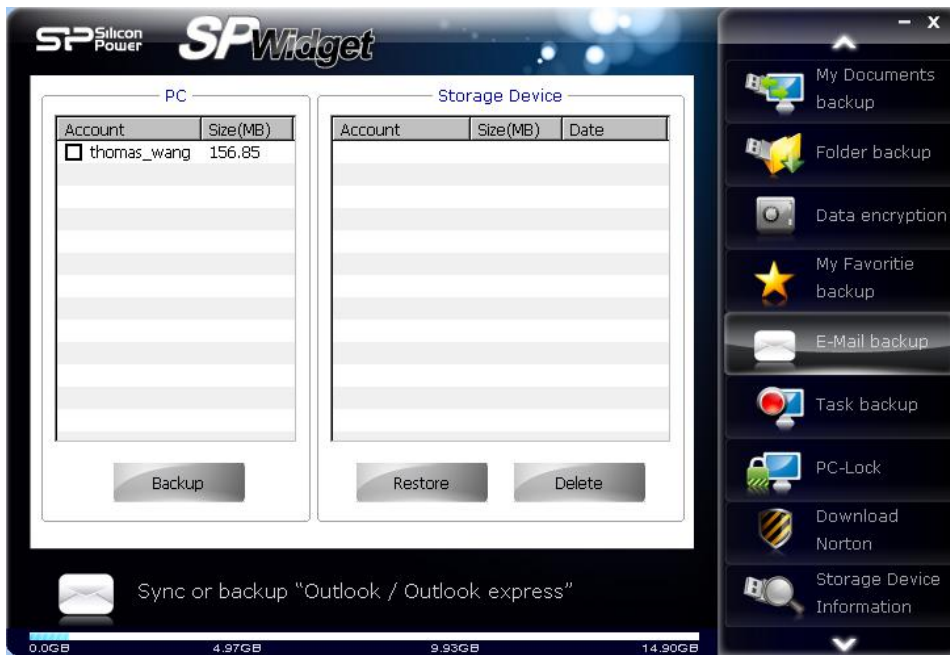 SP Silicon Power
SPWidget
- X
PC
Account Size(MB)
thomas_wang 156.85
Backup
Storage Device
Account Size(MB) Date
Restore Delete
Sync or backup “Outlook / Outlook express”
0.0GB 4.97GB 9.93GB 14.90GB
My Documents
backup
Folder backup
Data encryption
My Favoritie
backup
E-Mail backup
Task backup
PC-Lock
Download
Norton
Storage Device
Information